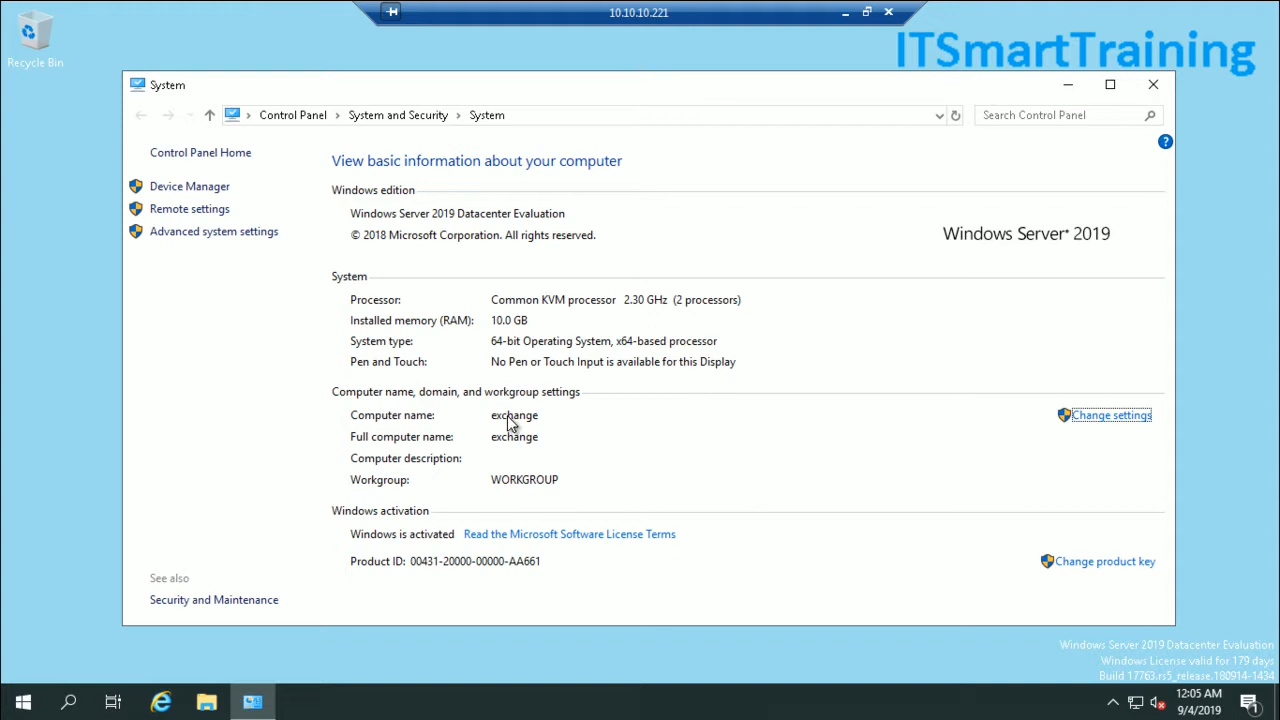 10.10.10.221
Recycle Bin
ITSmartTraining
System
Control Panel > System and Security > System
Search Control Panel
Control Panel Home
Device Manager
Remote settings
Advanced system settings
View basic information about your computer
Windows edition
Windows Server 2019 Datacenter Evaluation
© 2018 Microsoft Corporation. All rights reserved.
Windows Server® 2019
System
Processor: Common KVM processor 2.30 GHz (2 processors)
Installed memory (RAM): 10.0 GB
System type: 64-bit Operating System, x64-based processor
Pen and Touch: No Pen or Touch Input is available for this Display
Computer name, domain, and workgroup settings
Computer name: exchange
Change settings
Full computer name: exchange
Computer description:
Workgroup: WORKGROUP
Windows activation
Windows is activated Read the Microsoft Software License Terms
Product ID: 00431-20000-00000-AA661
Change product key
See also
Security and Maintenance
Windows Server 2019 Datacenter Evaluation
Windows License valid for 179 days
Build 17763.rs5_release.180914-1434
12:05 AM
9/4/2019
1